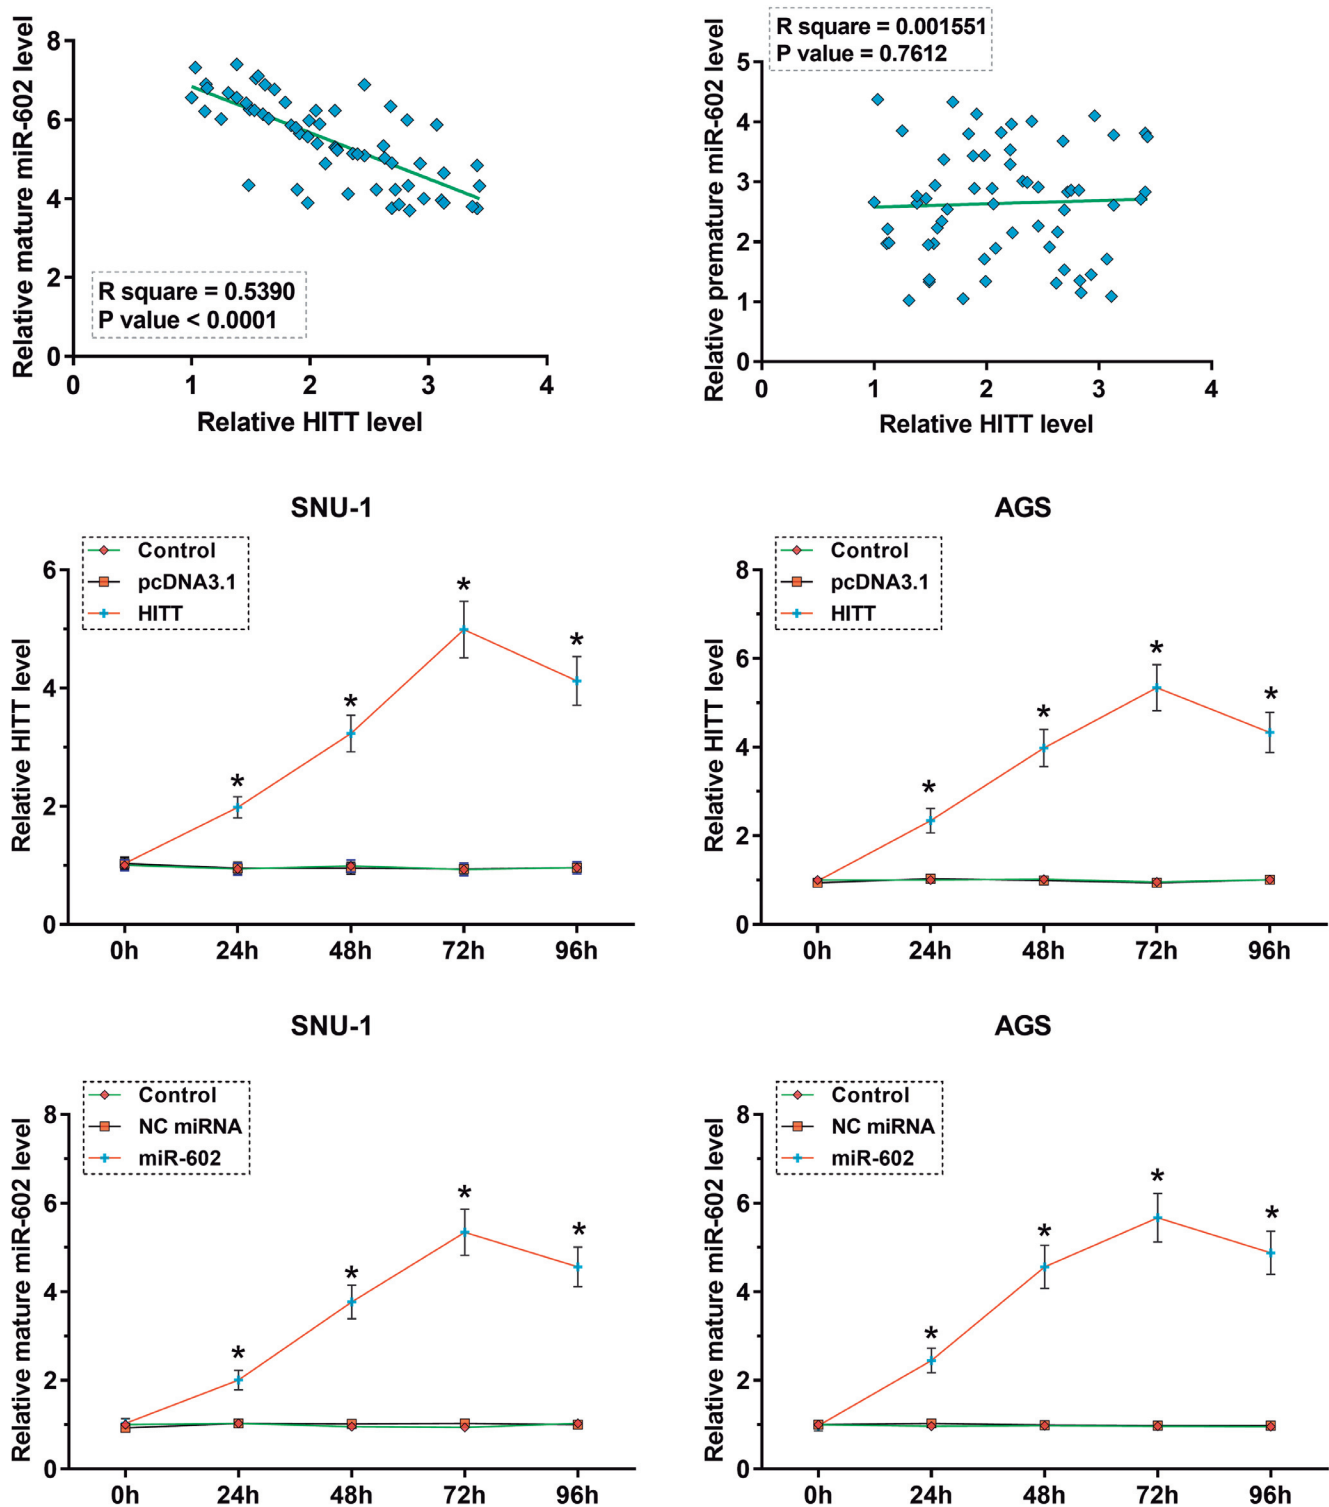 Relative mature miR-602 level
8
6
4
2
0
R square = 0.5390
P value < 0.0001
0 1 2 3 4
Relative HITT level
R square = 0.001551
P value = 0.7612
Relative premature miR-602 level
5
4
3
2
1
0
0 1 2 3 4
Relative HITT level
SNU-1
Control
pcDNA3.1
HITT
Relative HITT level
6
4
2
0
* * * *
0h 24h 48h 72h 96h
AGS
Control
pcDNA3.1
HITT
Relative HITT level
8
6
4
2
0
* * * *
0h 24h 48h 72h 96h
SNU-1
Control
NC miRNA
miR-602
Relative mature miR-602 level
8
6
4
2
0
* * * *
0h 24h 48h 72h 96h
AGS
Control
NC miRNA
miR-602
Relative mature miR-602 level
8
6
4
2
0
* * * *
0h 24h 48h 72h 96h